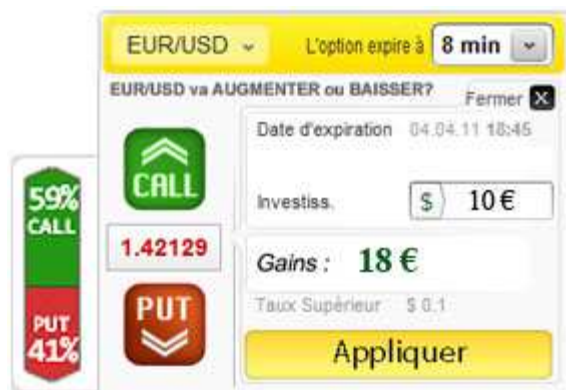 EUR/USD L'option expire à 8 min
EUR/USD va AUGMENTER ou BAISSER?
Fermer X
Date d'expiration 04.04.11 18:45
CALL
59%
CALL
Investiss. $ 10 €
1.42129
Gains : 18 €
PUT
Taux Supérieur $ 0.1
PUT
41%
Appliquer